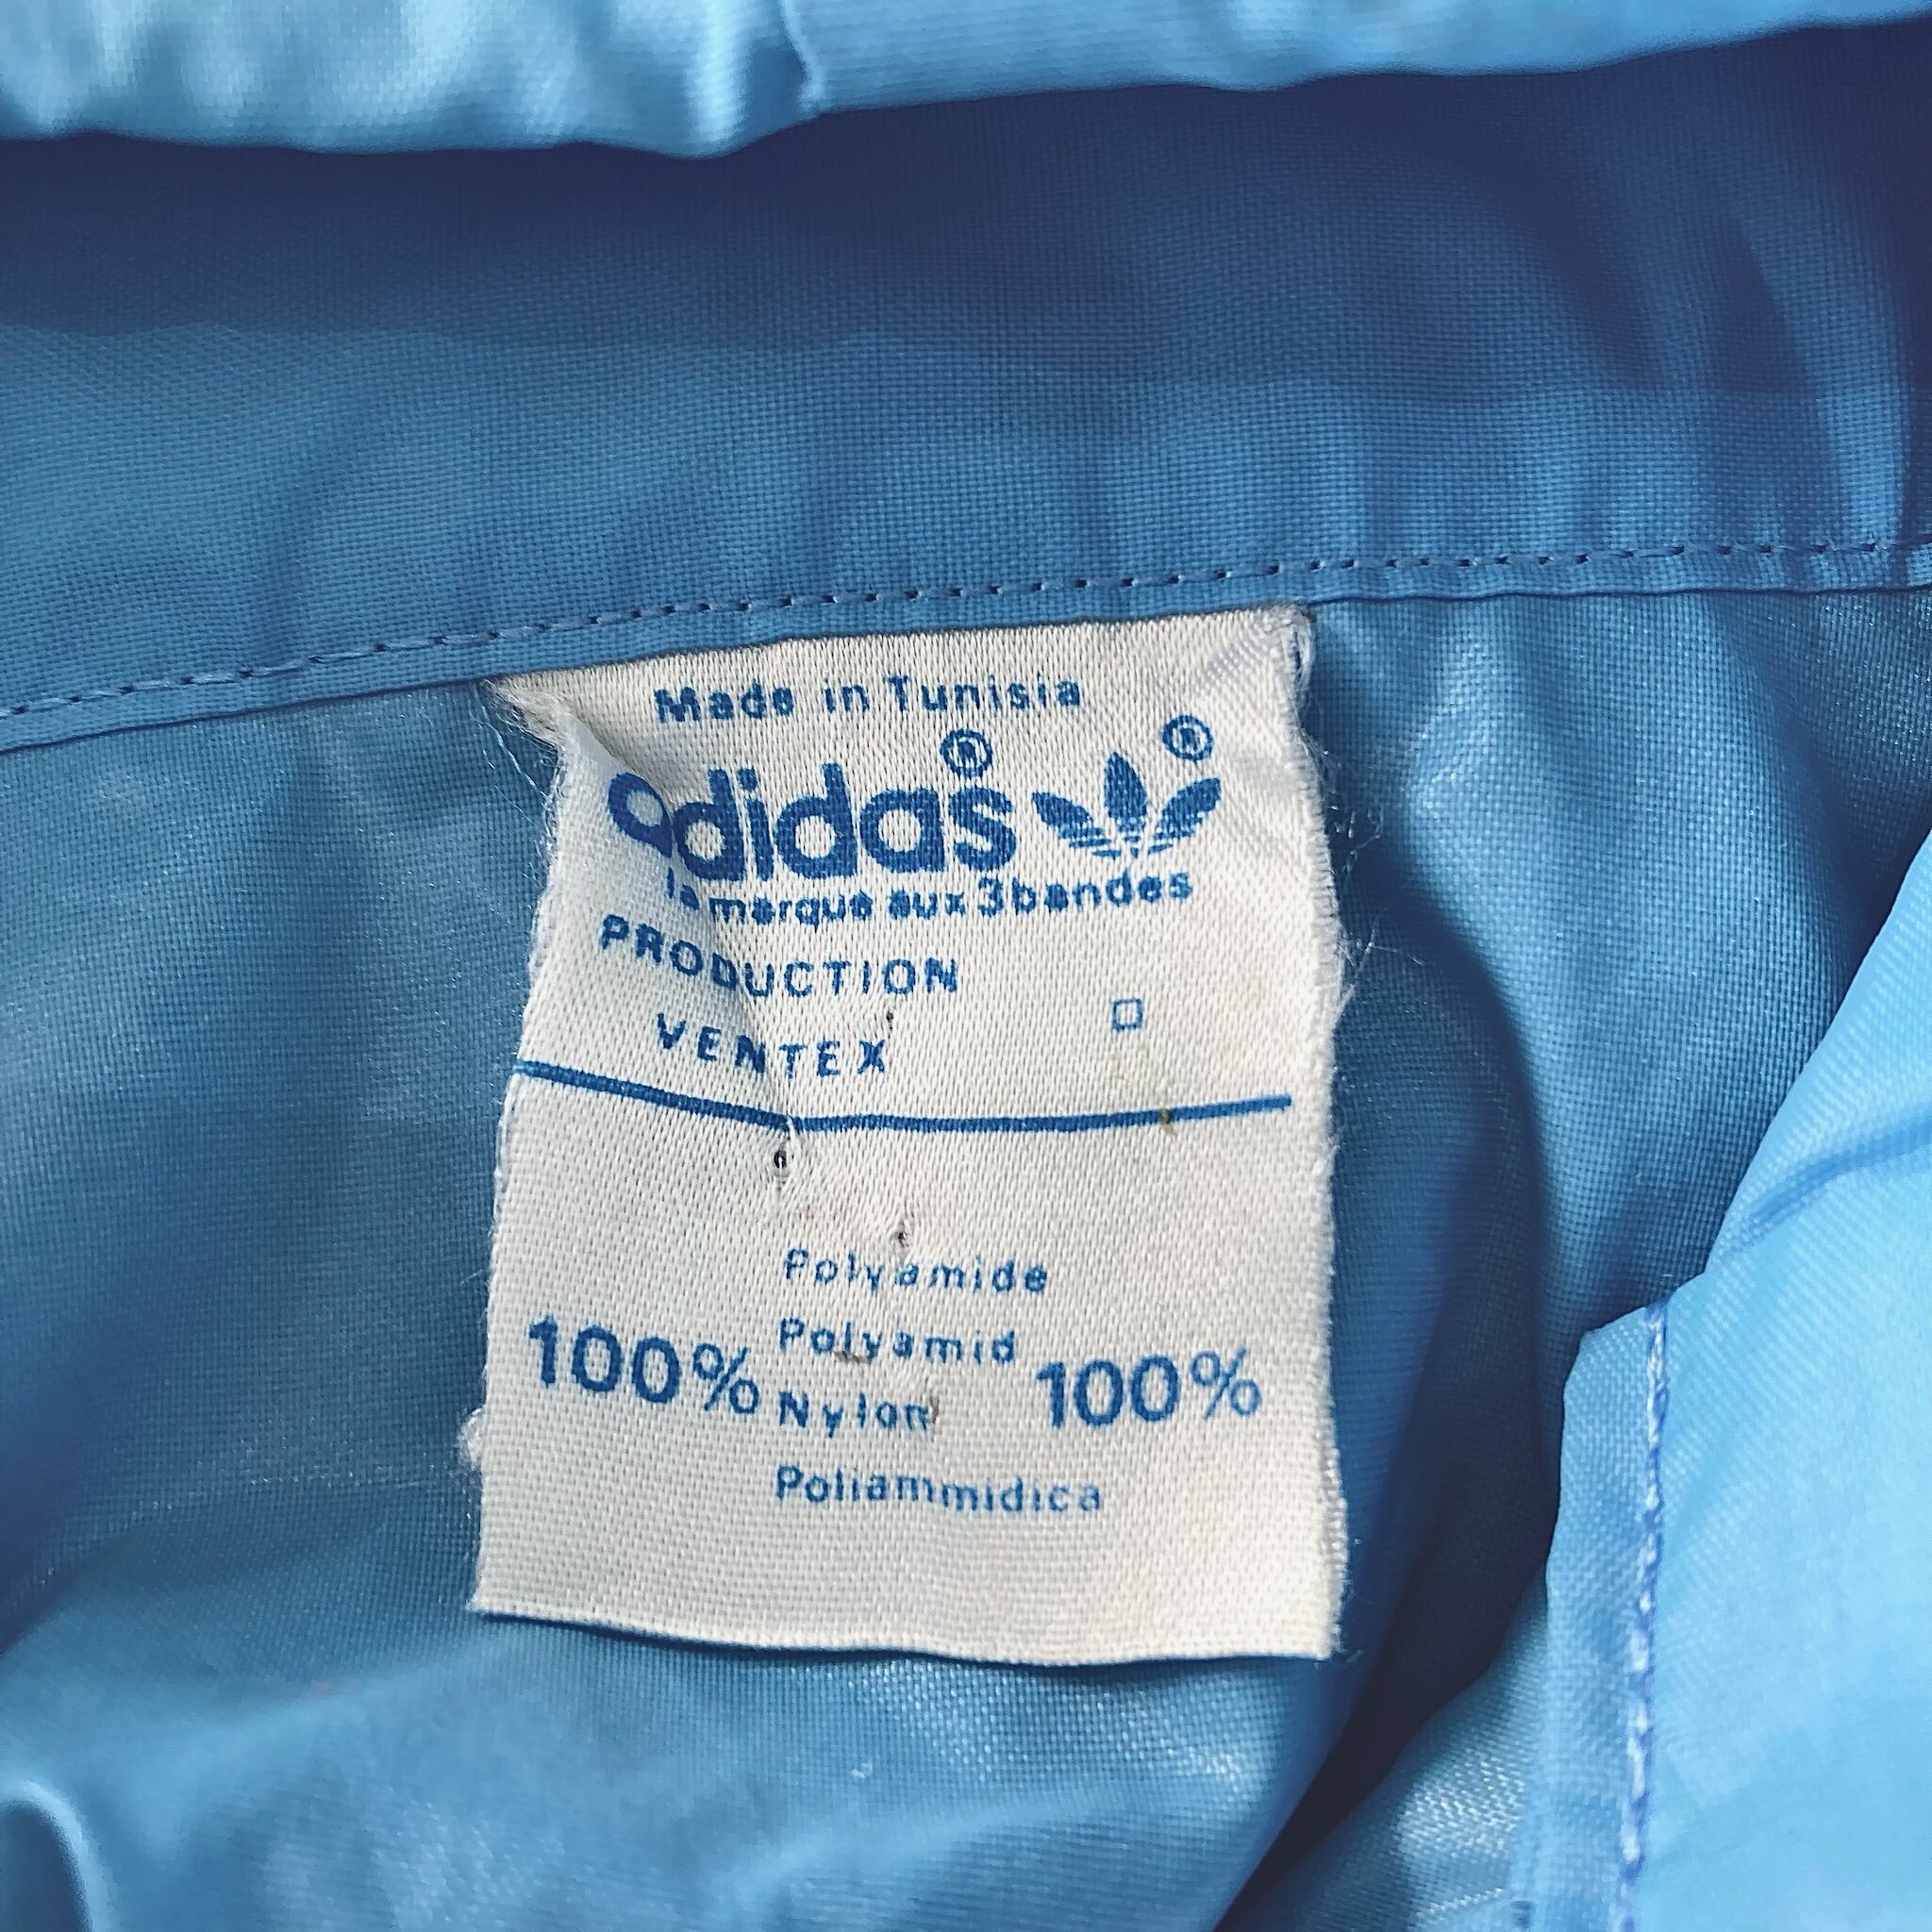 Made in Tunisia
adidas® ®
la marque aux 3 bandes
PRODUCTION
VENTEX
Polyamide
Polyamid
100% Nylon 100%
Poliammidica